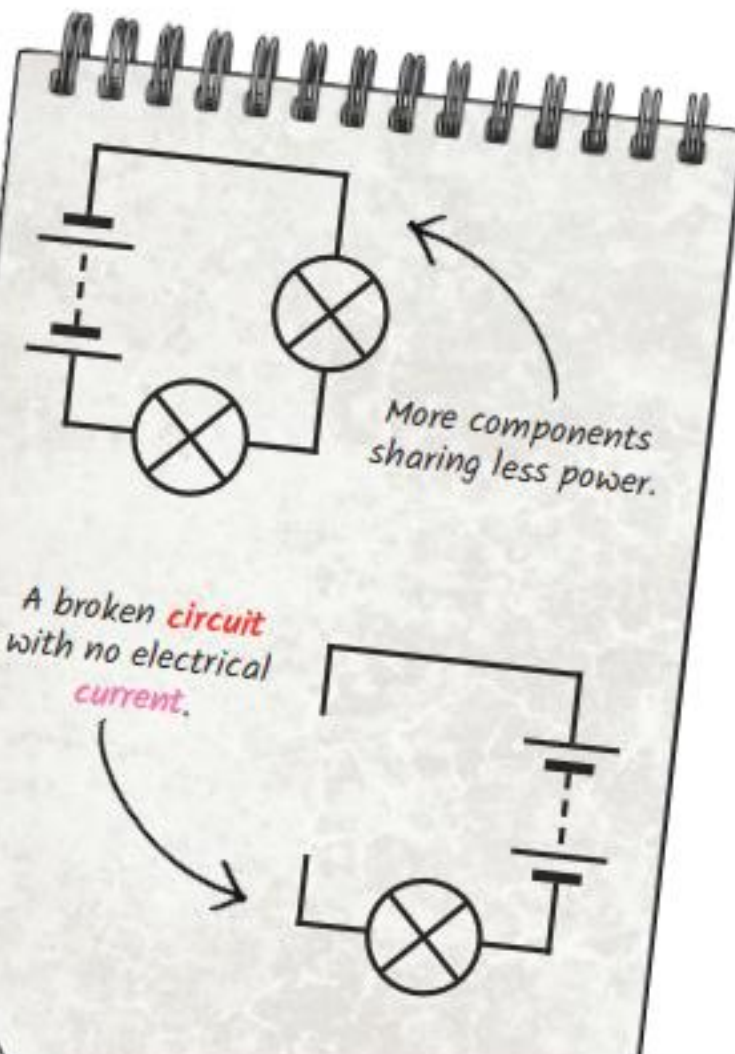 More components
sharing less power.
A broken circuit
with no electrical
current.